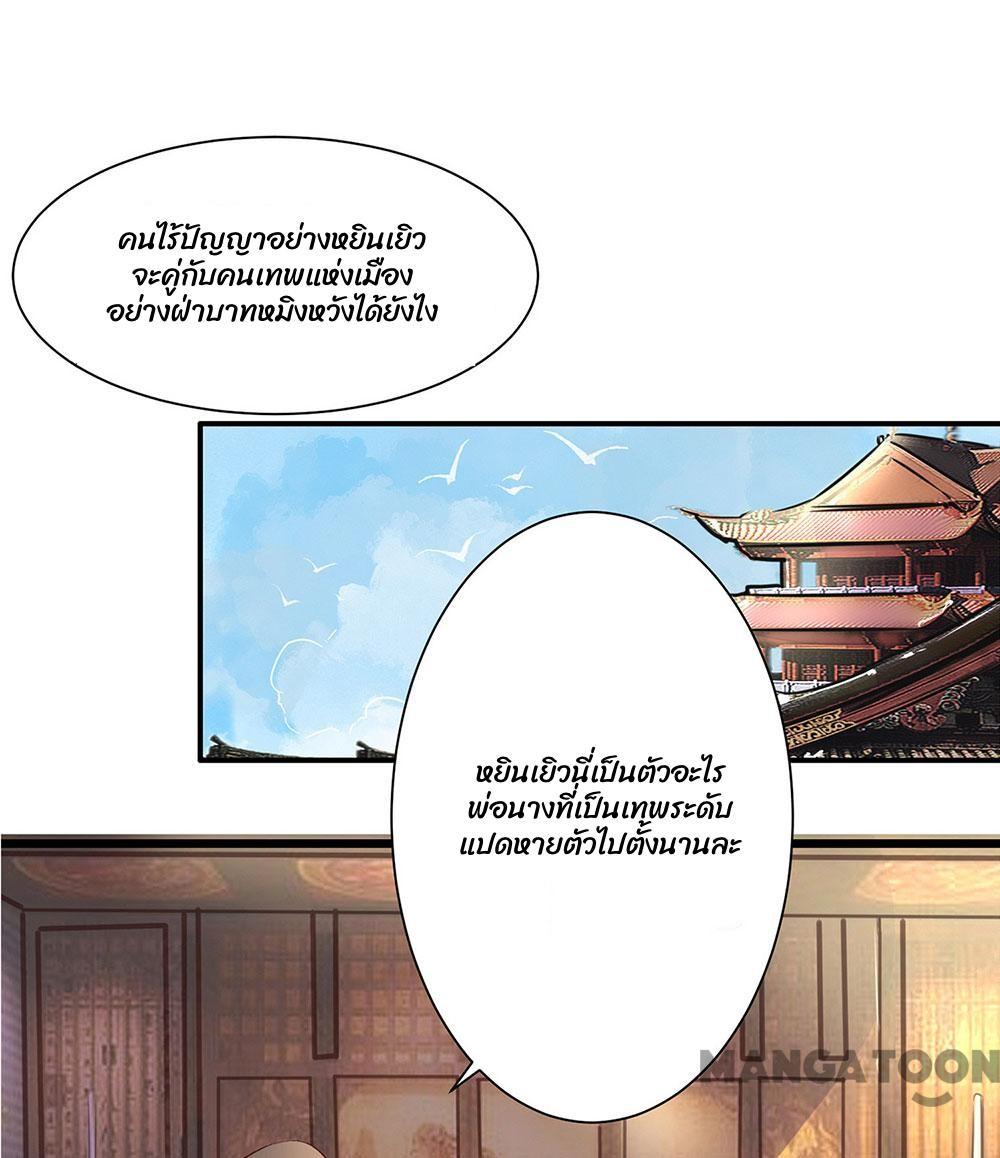 คนไร้ปัญญาอย่างหยินเยิว
จะคู่กับคนเทพแห่งเมือง
อย่างฝ่าบาทหมิงหวังได้ยังไง
หยินเยิวนี่เป็นตัวอะไร
พ่อนางที่เป็นเทพระดับ
แปดหายตัวไปตั้งนานละ
MANGATOON